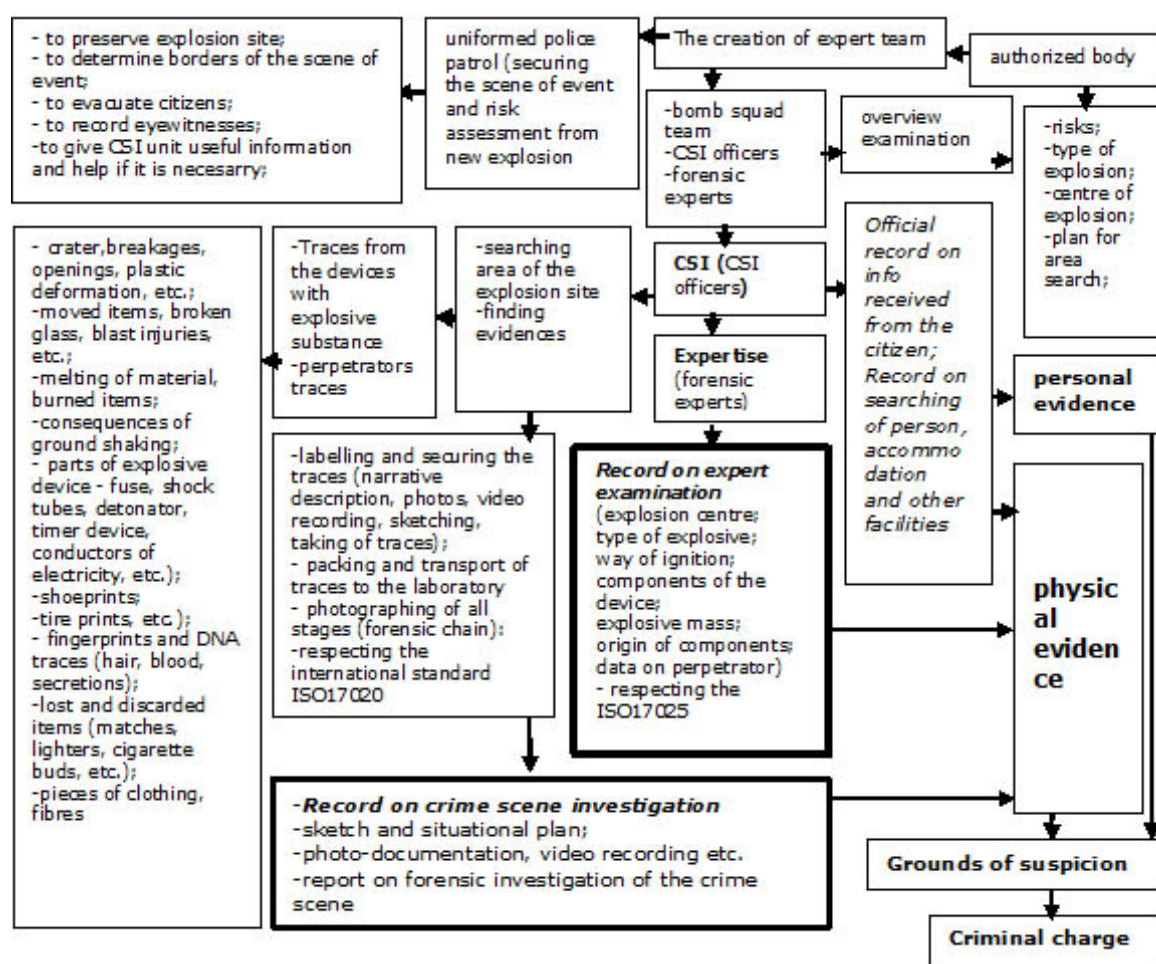 - to preserve explosion site;
- to determine borders of the scene of
event;
- to evacuate citizens;
- to record eyewitnesses;
-to give CSI unit useful information
and help if it is necesarry;
uniformed police
patrol (securing
the scene of event
and risk
assessment from
new explosion
The creation of expert team
authorized body
-bomb squad
team
-CSI officers
-forensic
experts
overview
examination
-risks;
-type of
explosion;
-centre of
explosion;
-plan for
area
search;
- crater,breakages,
openings, plastic
deformation, etc.;
-moved items, broken
glass, blast injuries,
etc.;
-melting of material,
burned items;
-consequences of
ground shaking;
- parts of explosive
device - fuse, shock
tubes, detonator,
timer device,
conductors of
electricity, etc.);
-shoeprints;
-tire prints, etc.);
- fingerprints and DNA
traces (hair, blood,
secretions);
-lost and discarded
items (matches,
lighters, cigarette
buds, etc.);
-pieces of clothing,
fibres
-Traces from
the devices
with
explosive
substance
-perpetrators
traces
-searching
area of the
explosion site
-finding
evidences
CSI (CSI
officers)
Expertise
(forensic
experts)
Official
record on
info
received
from the
citizen;
Record on
searching
of person,
accommo
dation
and other
facilities
personal
evidence
-labelling and securing the
traces (narrative
description, photos, video
recording, sketching,
taking of traces);
- packing and transport of
traces to the laboratory
- photographing of all
stages (forensic chain):
-respecting the
international standard
ISO17020
Record on expert
examination
(explosion centre;
type of explosive;
way of ignition;
components of the
device;
explosive mass;
origin of components;
data on perpetrator)
- respecting the
ISO17025
physic
al
eviden
ce
-Record on crime scene investigation
-sketch and situational plan;
-photo-documentation, video recording etc.
-report on forensic investigation of the crime
scene
Grounds of suspicion
Criminal charge